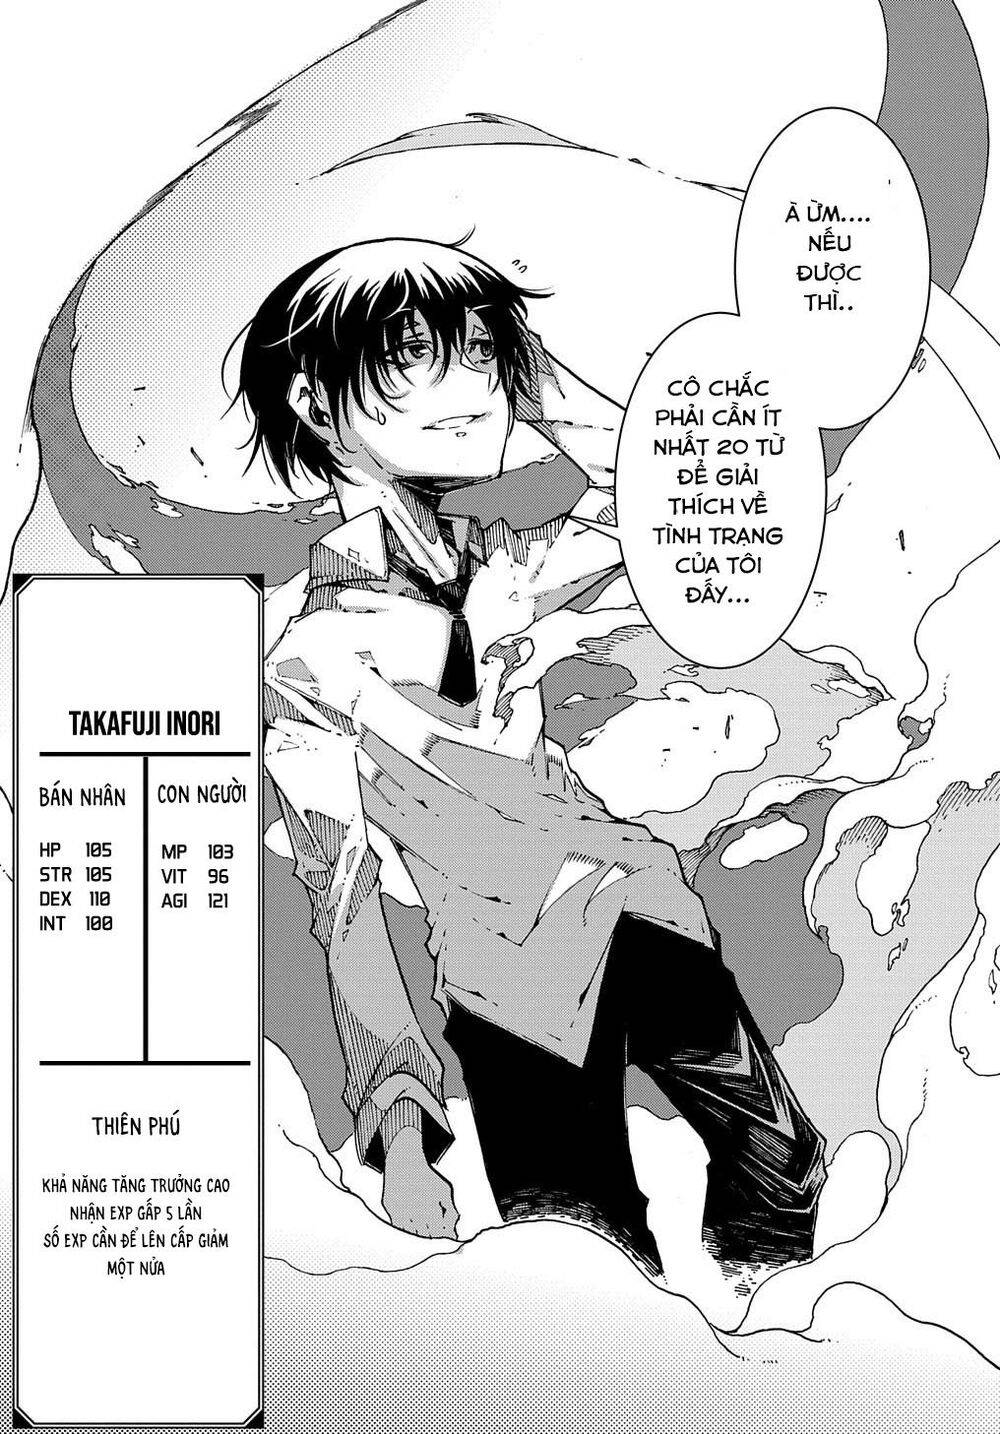 À ỪM....
NẾU
ĐƯỢC
THÌ..
CÔ CHẮC
PHẢI CẦN ÍT
NHẤT 20 TỪ
ĐỂ GIẢI
THÍCH VỀ
TÌNH TRẠNG
CỦA TÔI
ĐẤY...
TAKAFUJI INORI
BÁN NHÂN
HP 105
STR 105
DEX 110
INT 100
CON NGƯỜI
MP 103
VIT 96
AGI 121
THIÊN PHÚ
KHẢ NĂNG TĂNG TRƯỞNG CAO
NHẬN EXP GẤP 5 LẦN
SỐ EXP CẦN ĐỂ LÊN CẤP GIẢM
MỘT NỬA